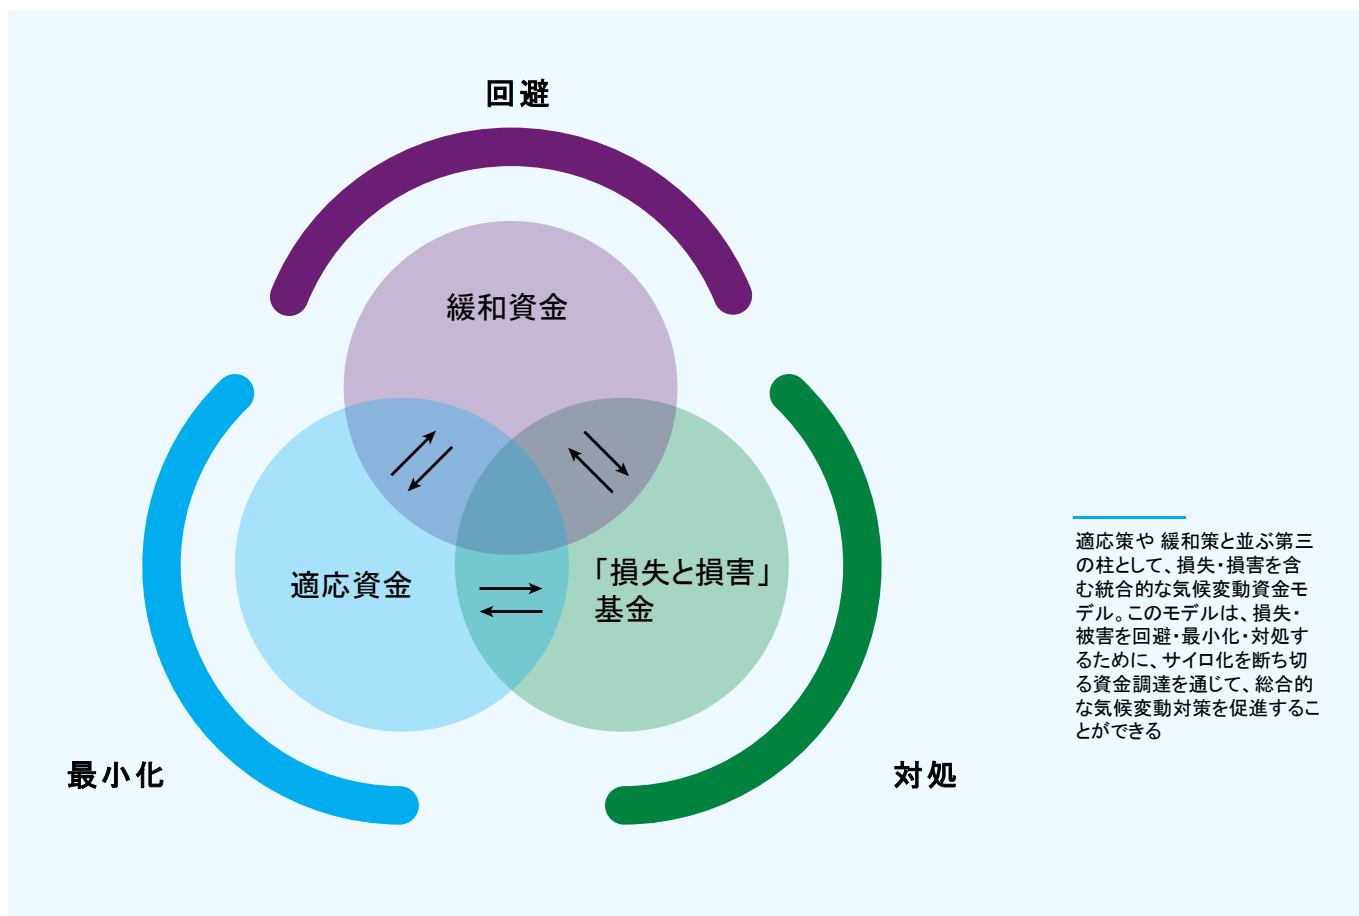 回避
緩和資金
適応資金
「損失と損害」
基金
最小化
対処
適応策や 緩和策と並ぶ第三
の柱として、損失・損害を含
む統合的な気候変動資金モ
デル。このモデルは、損失・
被害を回避・最小化・対処す
るために、サイロ化を断ち切
る資金調達を通じて、総合的
な気候変動対策を促進するこ
とができる